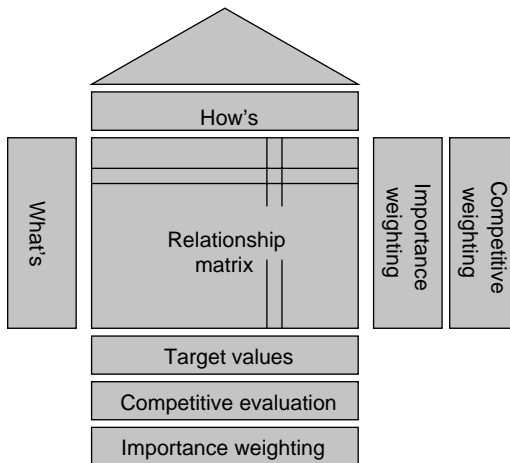 How's
What's
Relationship
matrix
Importance
weighting
Competitive
weighting
Target values
Competitive evaluation
Importance weighting